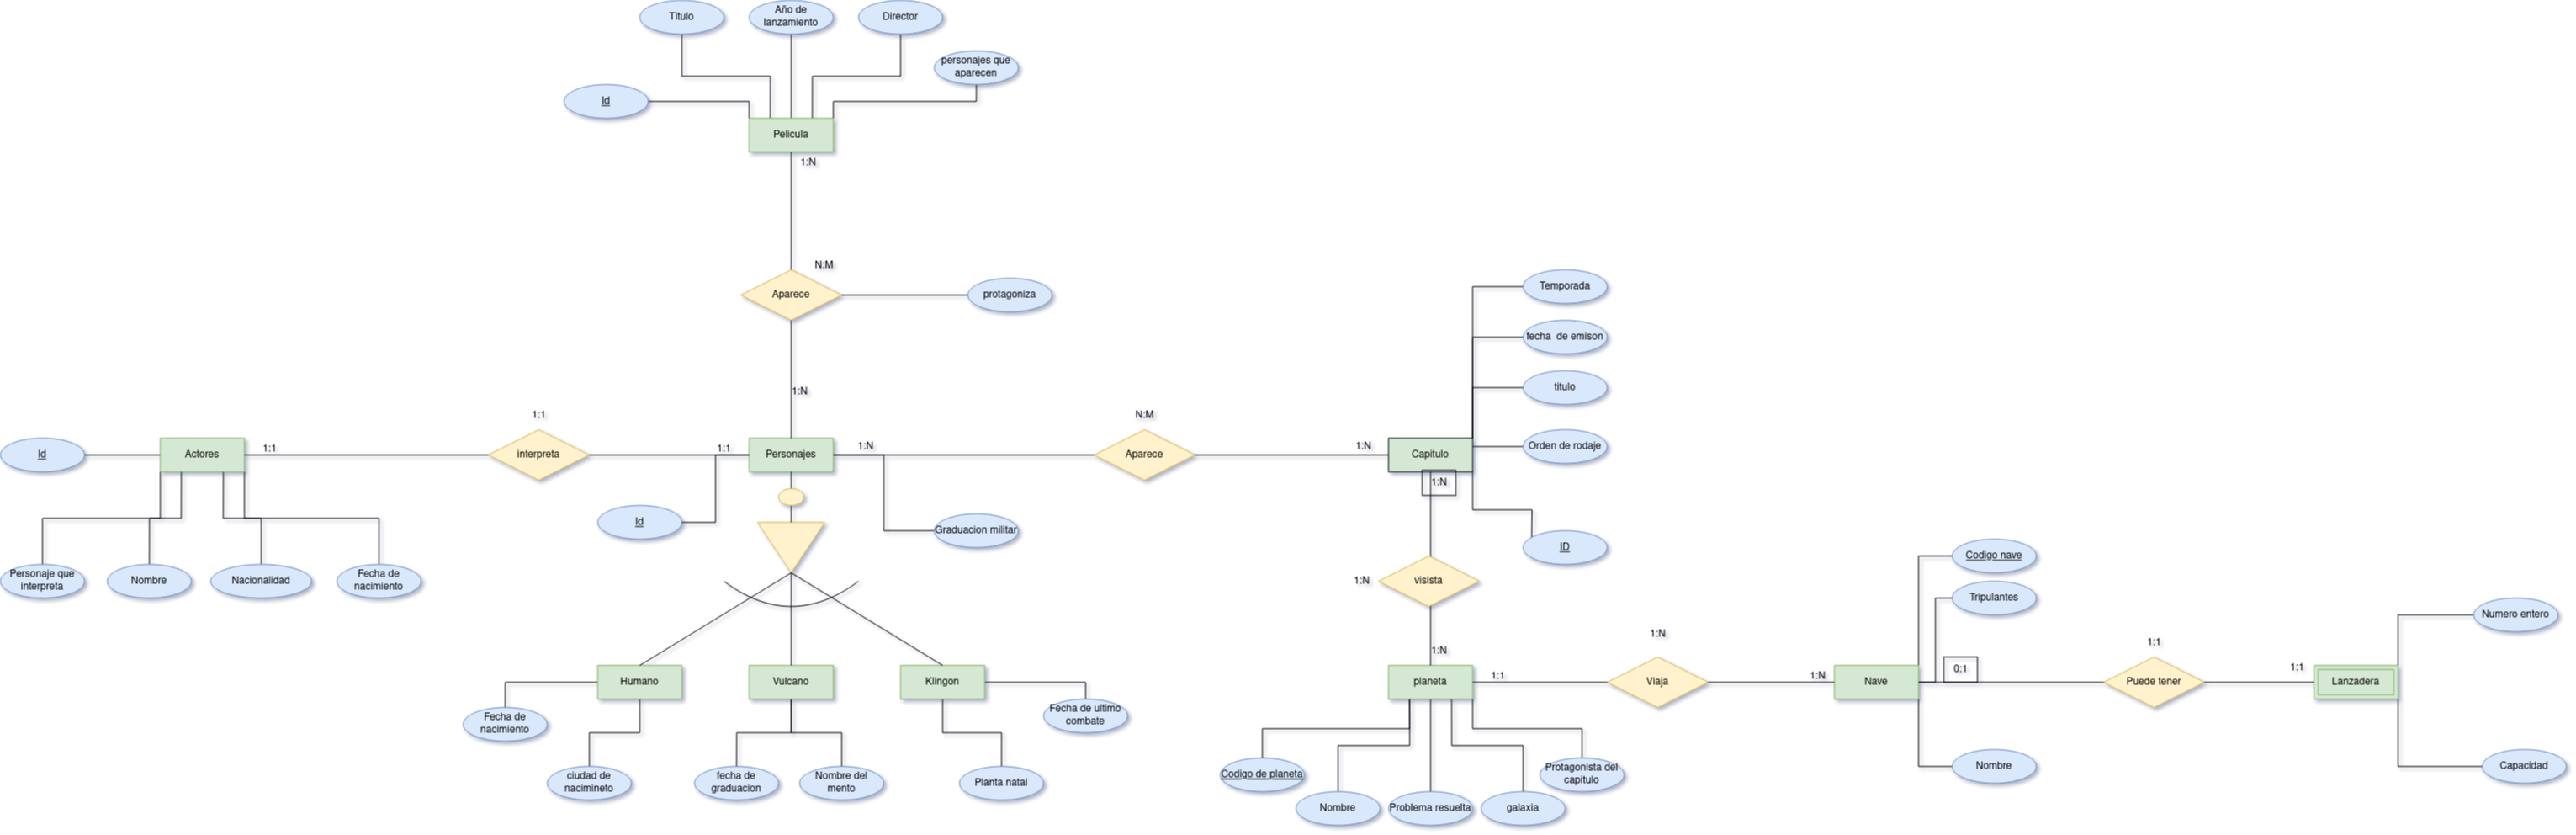 Titulo
Año de
lanzamiento
Director
personajes que
aparecen
Id
Pelicula
1:N
N:M
Aparece
protagoniza
1:N
Temporada
fecha  de emison
titulo
Orden de rodaje
ID
Id
Actores
1:1
1:1
interpreta
1:1
Personajes
1:N
N:M
Aparece
1:N
Capitulo
1:N
Id
Graduacion militar
Personaje que
interpreta
Nombre
Nacionalidad
Fecha de
nacimiento
1:N
visista
1:N
Codigo nave
Tripulantes
Numero entero
Humano
Vulcano
Klingon
planeta
1:1
1:N
Viaja
1:N
Nave
0:1
1:1
Puede tener
1:1
Lanzadera
Fecha de
nacimiento
ciudad de
nacimineto
fecha de
graduacion
Nombre del
mento
Planta natal
Fecha de ultimo
combate
Codigo de planeta
Nombre
Problema resuelta
galaxia
Protagonista del
capitulo
Nombre
Capacidad